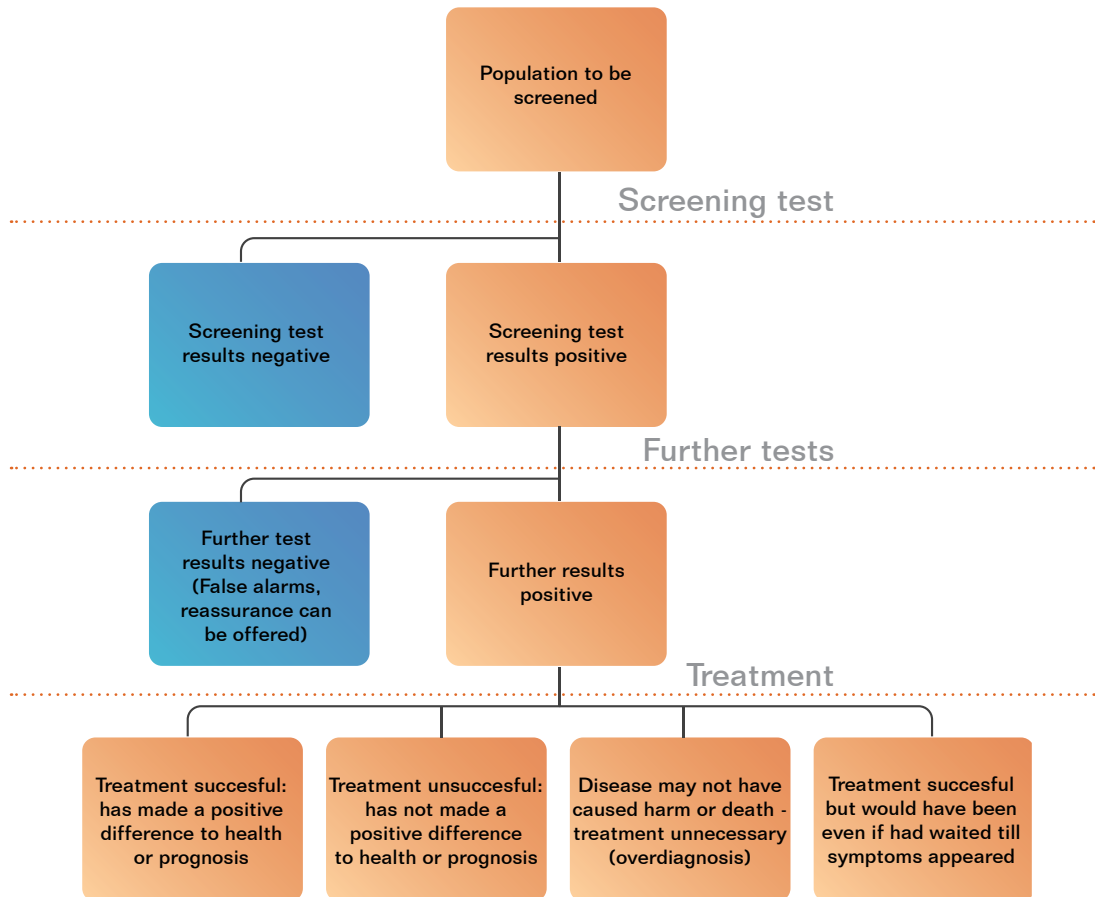 Population to be
screened
Screening test
Screening test
results negative
Screening test
results positive
Further tests
Further test
results negative
(False alarms,
reassurance can
be offered)
Further results
positive
Treatment
Treatment succesful:
has made a positive
difference to health
or prognosis
Treatment unsuccesful:
has not made a
positive difference
to health or prognosis
Disease may not have
caused harm or death -
treatment unnecessary
(overdiagnosis)
Treatment succesful
but would have been
even if had waited till
symptoms appeared